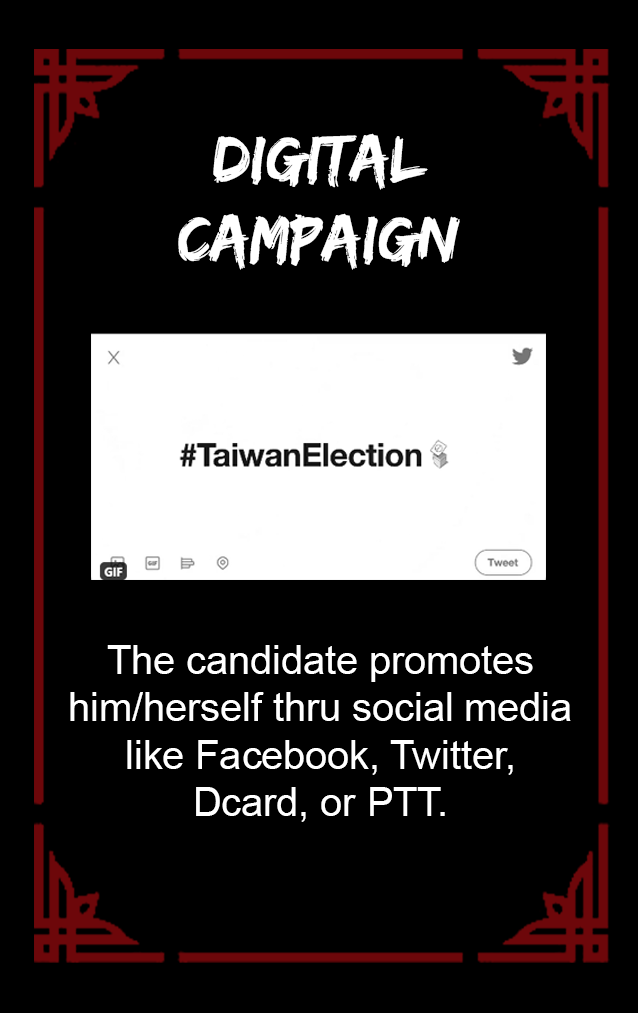 DIGITAL
CAMPAIGN
#TaiwanElection
GIF
GIF
Tweet
The candidate promotes
him/herself thru social media
like Facebook, Twitter,
Dcard, or PTT.